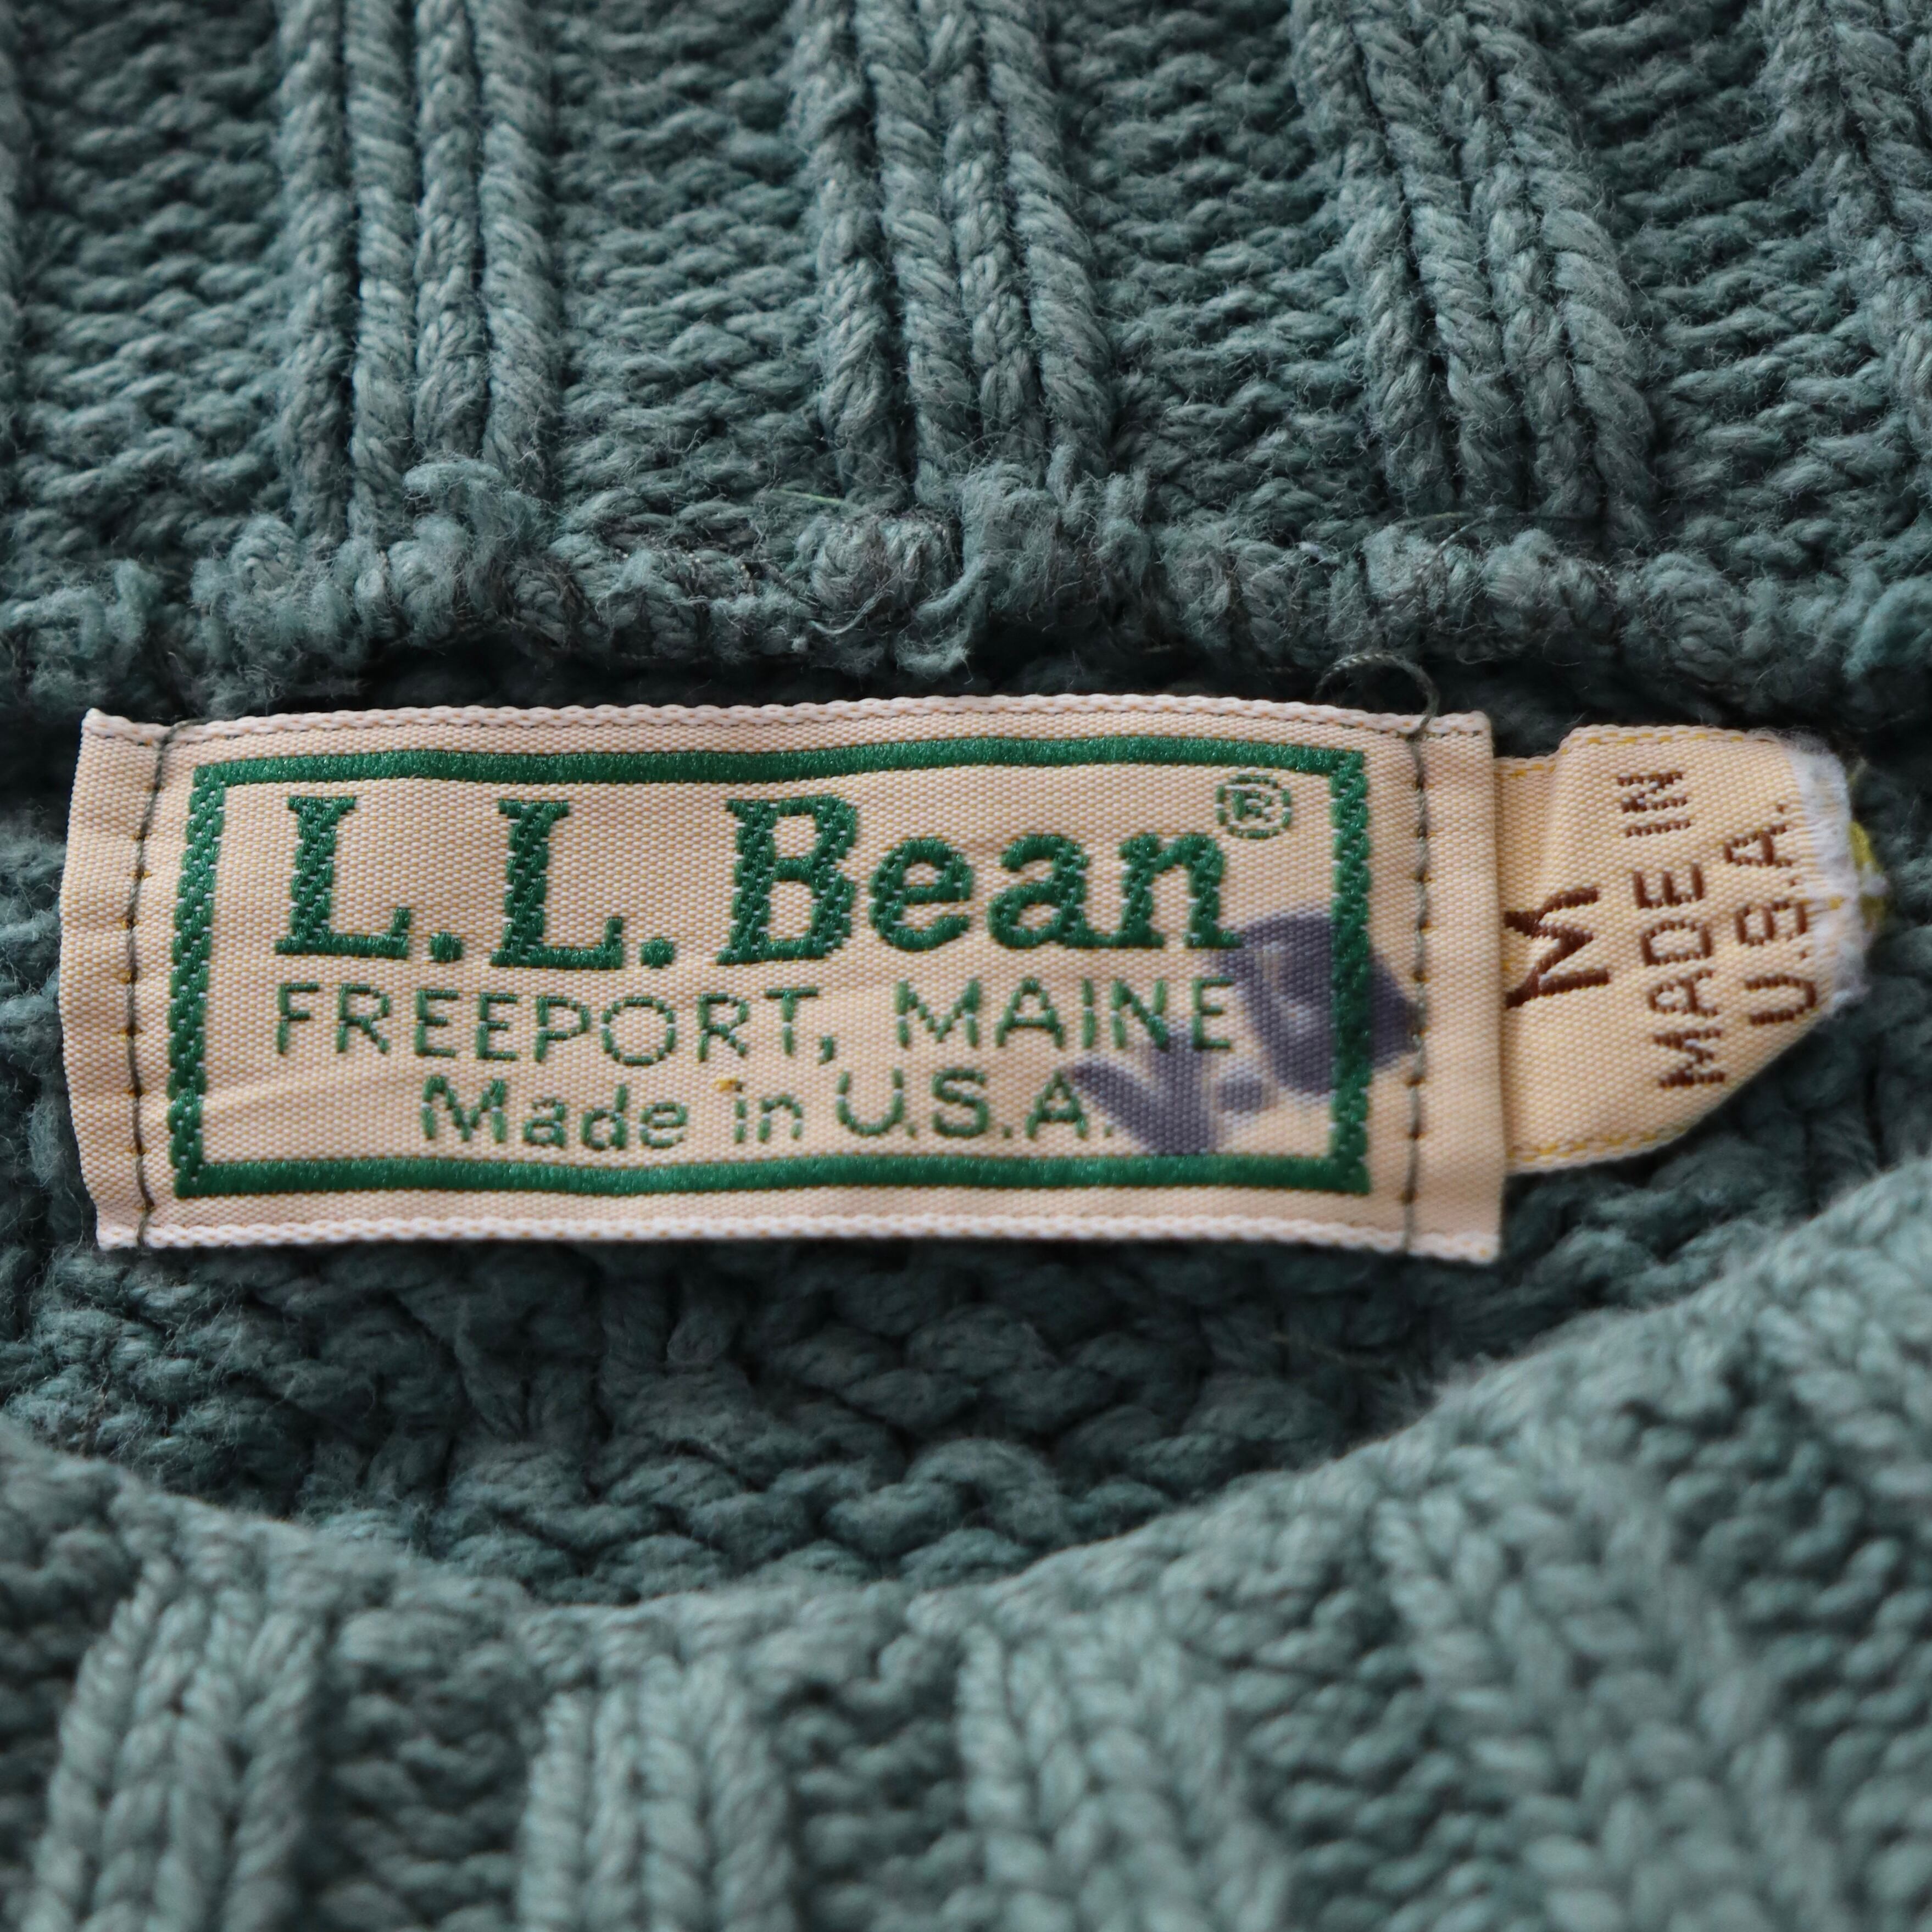 L.L.Bean®
FREEPORT, MAINE
Made in U.S.A.
M
MADE IN
U.S.A.